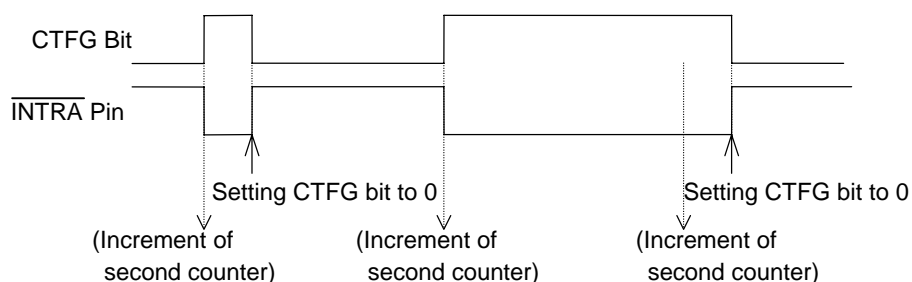 CTFG Bit
INTRA Pin
Setting CTFG bit to 0
Setting CTFG bit to 0
(Increment of
second counter)
(Increment of
second counter)
(Increment of
second counter)